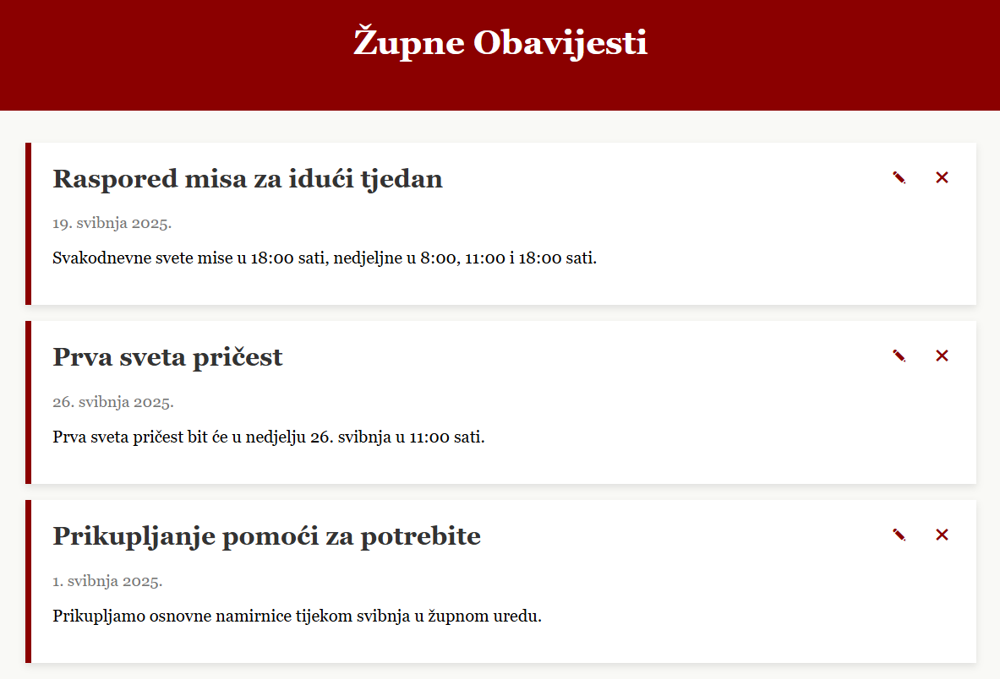 Župne Obavijesti
Raspored misa za idući tjedan
19. svibnja 2025.
Svakodnevne svete mise u 18:00 sati, nedjeljne u 8:00, 11:00 i 18:00 sati.
Prva sveta pričest
26. svibnja 2025.
Prva sveta pričest bit će u nedjelju 26. svibnja u 11:00 sati.
Prikupljanje pomoći za potrebite
1. svibnja 2025.
Prikupljamo osnovne namirnice tijekom svibnja u župnom uredu.